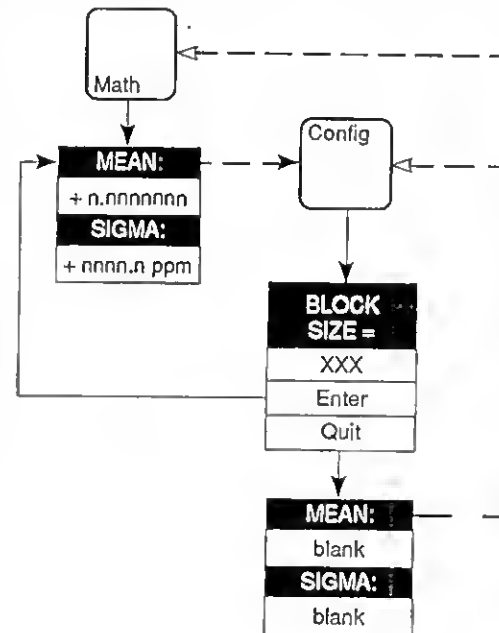 Math
MEAN:
+ n.nnnnnnn
SIGMA:
+ nnnn.n ppm
Config
BLOCK
SIZE =
XXX
Enter
Quit
MEAN:
blank
SIGMA:
blank